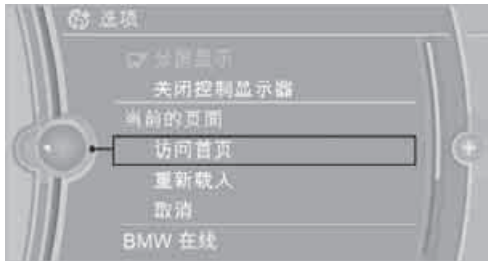 选项
分屏显示
关闭控制显示器
当前的页面
访问首页
重新载入
取消
BMW 在线